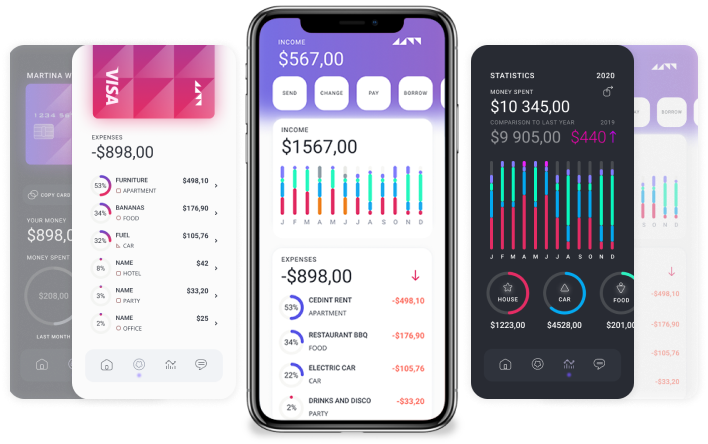 MARTINA W
1234 567
COPY CARD
YOUR MONEY
$898,0
MONEY SPENT
$208,00
LAST MONTH
VISA
EXPENSES
-$898,00
53%
FURNITURE
$498,10
APARTMENT
34%
BANANAS
$176,90
FOOD
32%
FUEL
$105,76
CAR
8%
NAME
$42
HOTEL
3%
NAME
$33,20
PARTY
2%
NAME
$25
OFFICE
INCOME
$567,00
SEND
CHANGE
PAY
BORROW
INCOME
$1567,00
J F M A M J J A S O N D
EXPENSES
-$898,00
53%
CEDINT RENT
-$498,10
APARTMENT
34%
RESTAURANT BBQ
-$176,90
FOOD
22%
ELECTRIC CAR
-$105,76
CAR
2%
DRINKS AND DISCO
-$33,20
PARTY
STATISTICS
2020
MONEY SPENT
$10 345,00
COMPARISON TO LAST YEAR
2019
$9 905,00
$440↑
J F M A M J J A S O N D
HOUSE
CAR
FOOD
$1223,00
$4528,00
$201,00
AY
BORROW
S O N D
-$498,10
-$176,90
-$105,76
-$33,20